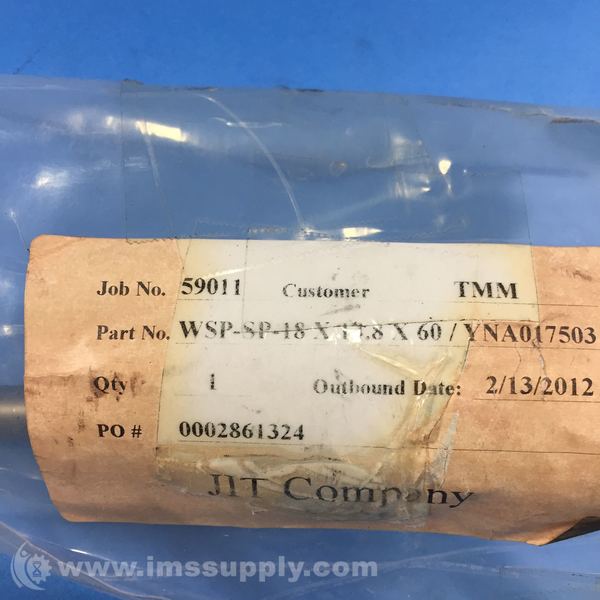 Job No. 59011 Customer TMM
Part No. WSP-SP-18 X 17.8 X 60 / YNA017503
Qty 1 Outbound Date: 2/13/2012
PO # 0002861324
JIT Company
www.imssupply.com